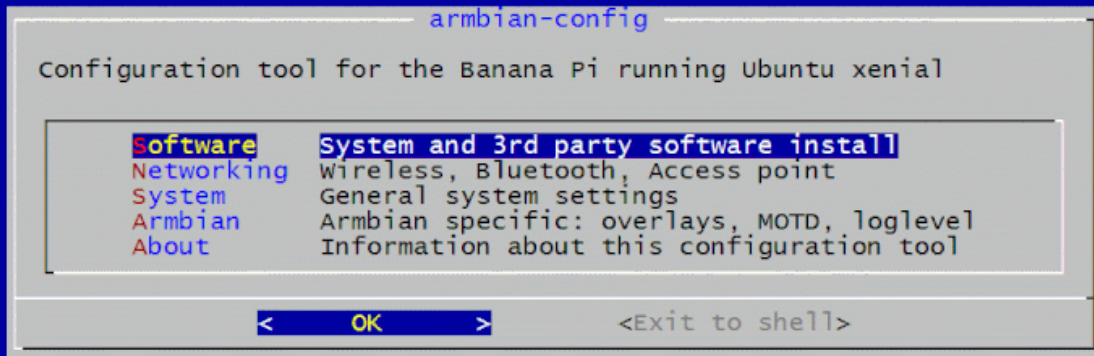 armbian-config
Configuration tool for the Banana Pi running Ubuntu xenial
Software System and 3rd party software install
Networking Wireless, Bluetooth, Access point
System General system settings
Armbian Armbian specific: overlays, MOTD, loglevel
About Information about this configuration tool
< OK > <Exit to shell>